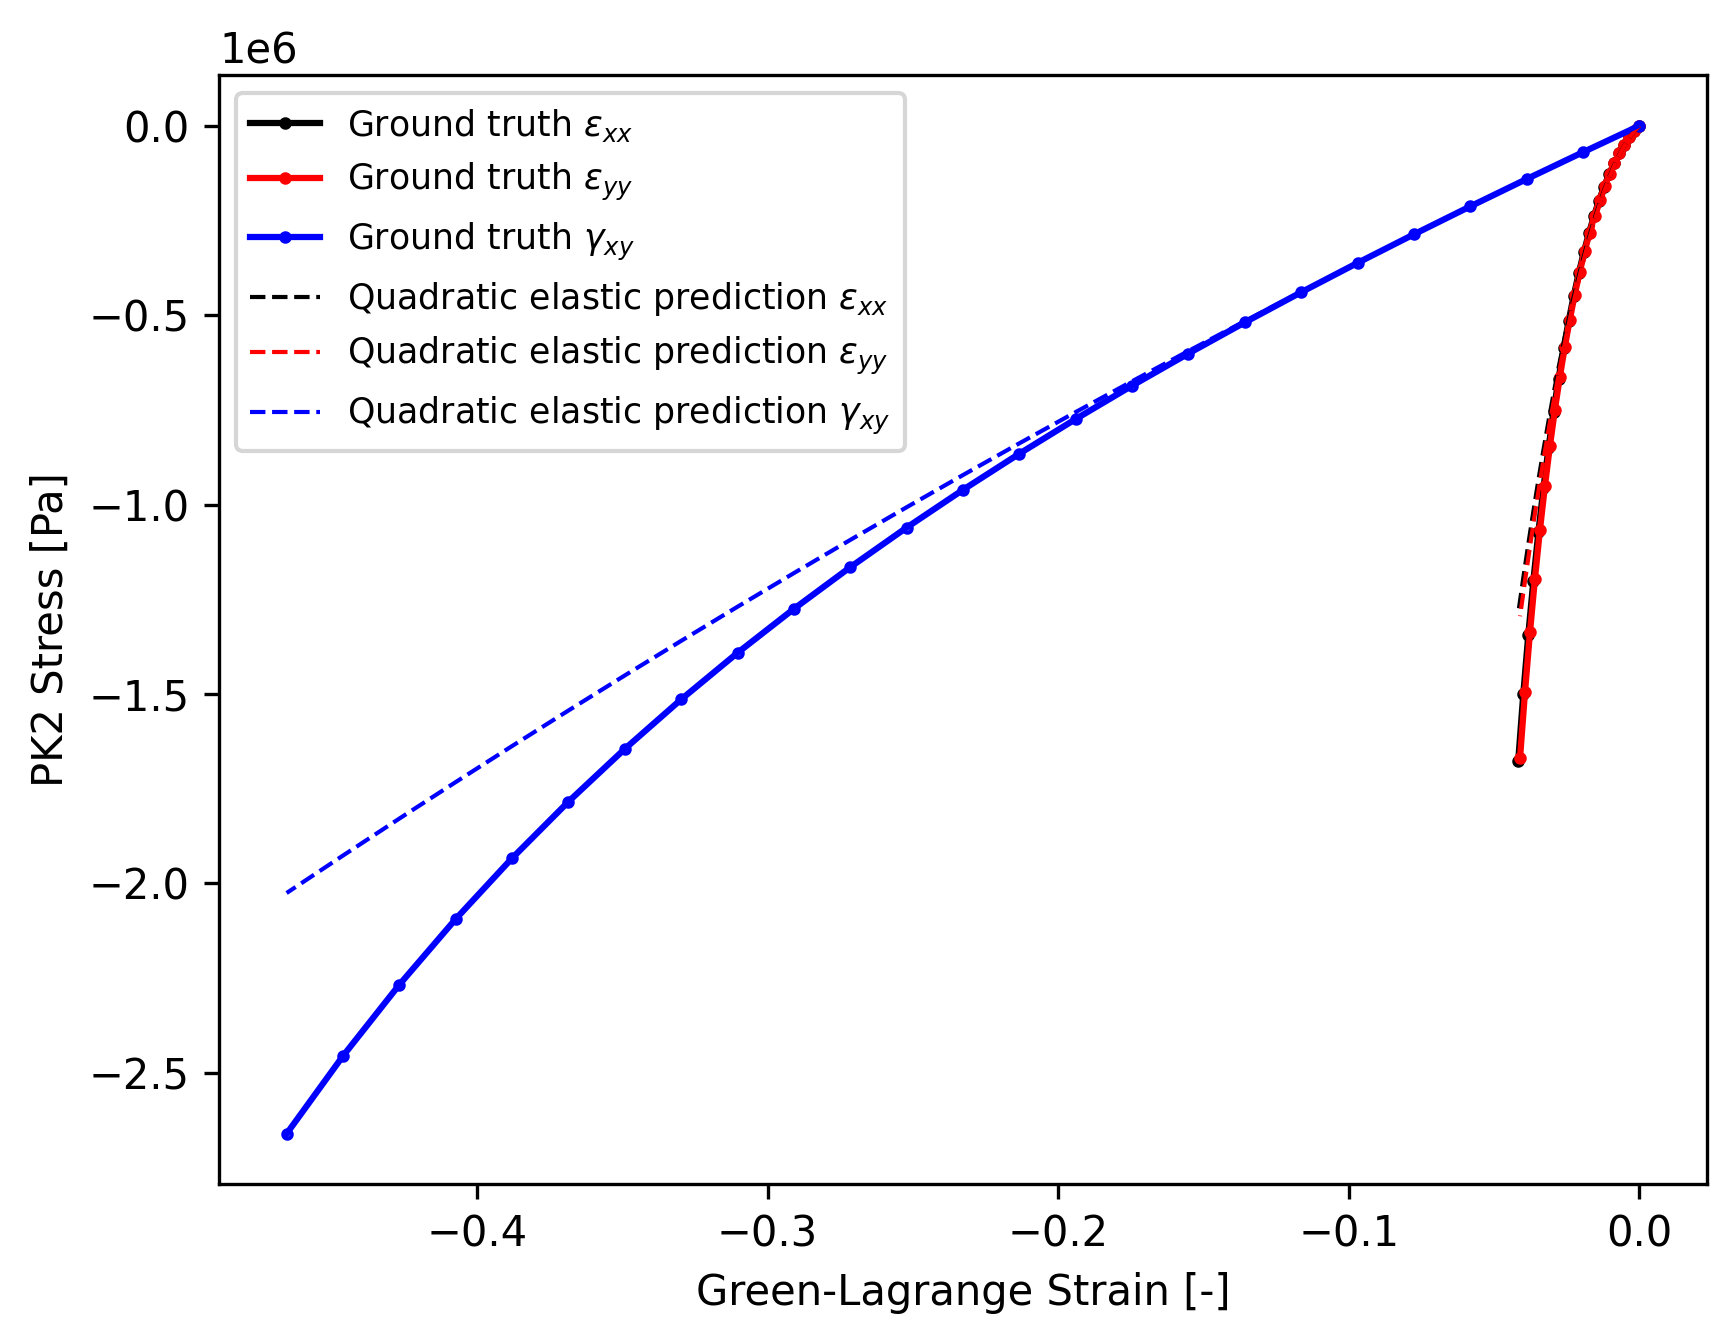 1e6
0.0
−0.5
−1.0
−1.5
−2.0
−2.5
PK2 Stress [Pa]
Ground truth εxx
Ground truth εyy
Ground truth γxy
Quadratic elastic prediction εxx
Quadratic elastic prediction εyy
Quadratic elastic prediction γxy
−0.4 −0.3 −0.2 −0.1 0.0
Green-Lagrange Strain [-]